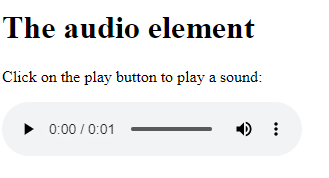 The audio element
Click on the play button to play a sound:
0:00 / 0:01